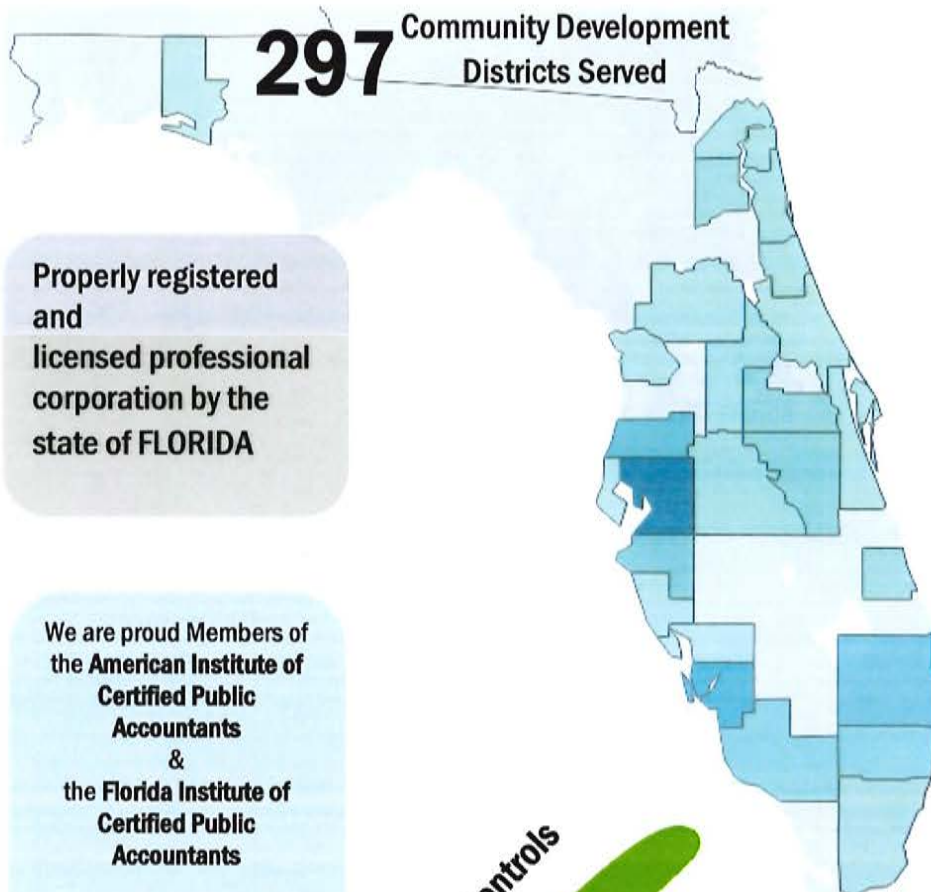 297
Community Development
Districts Served
Properly registered
and
licensed professional
corporation by the
state of FLORIDA
We are proud Members of
the American Institute of
Certified Public
Accountants
&
the Florida Institute of
Certified Public
Accountants